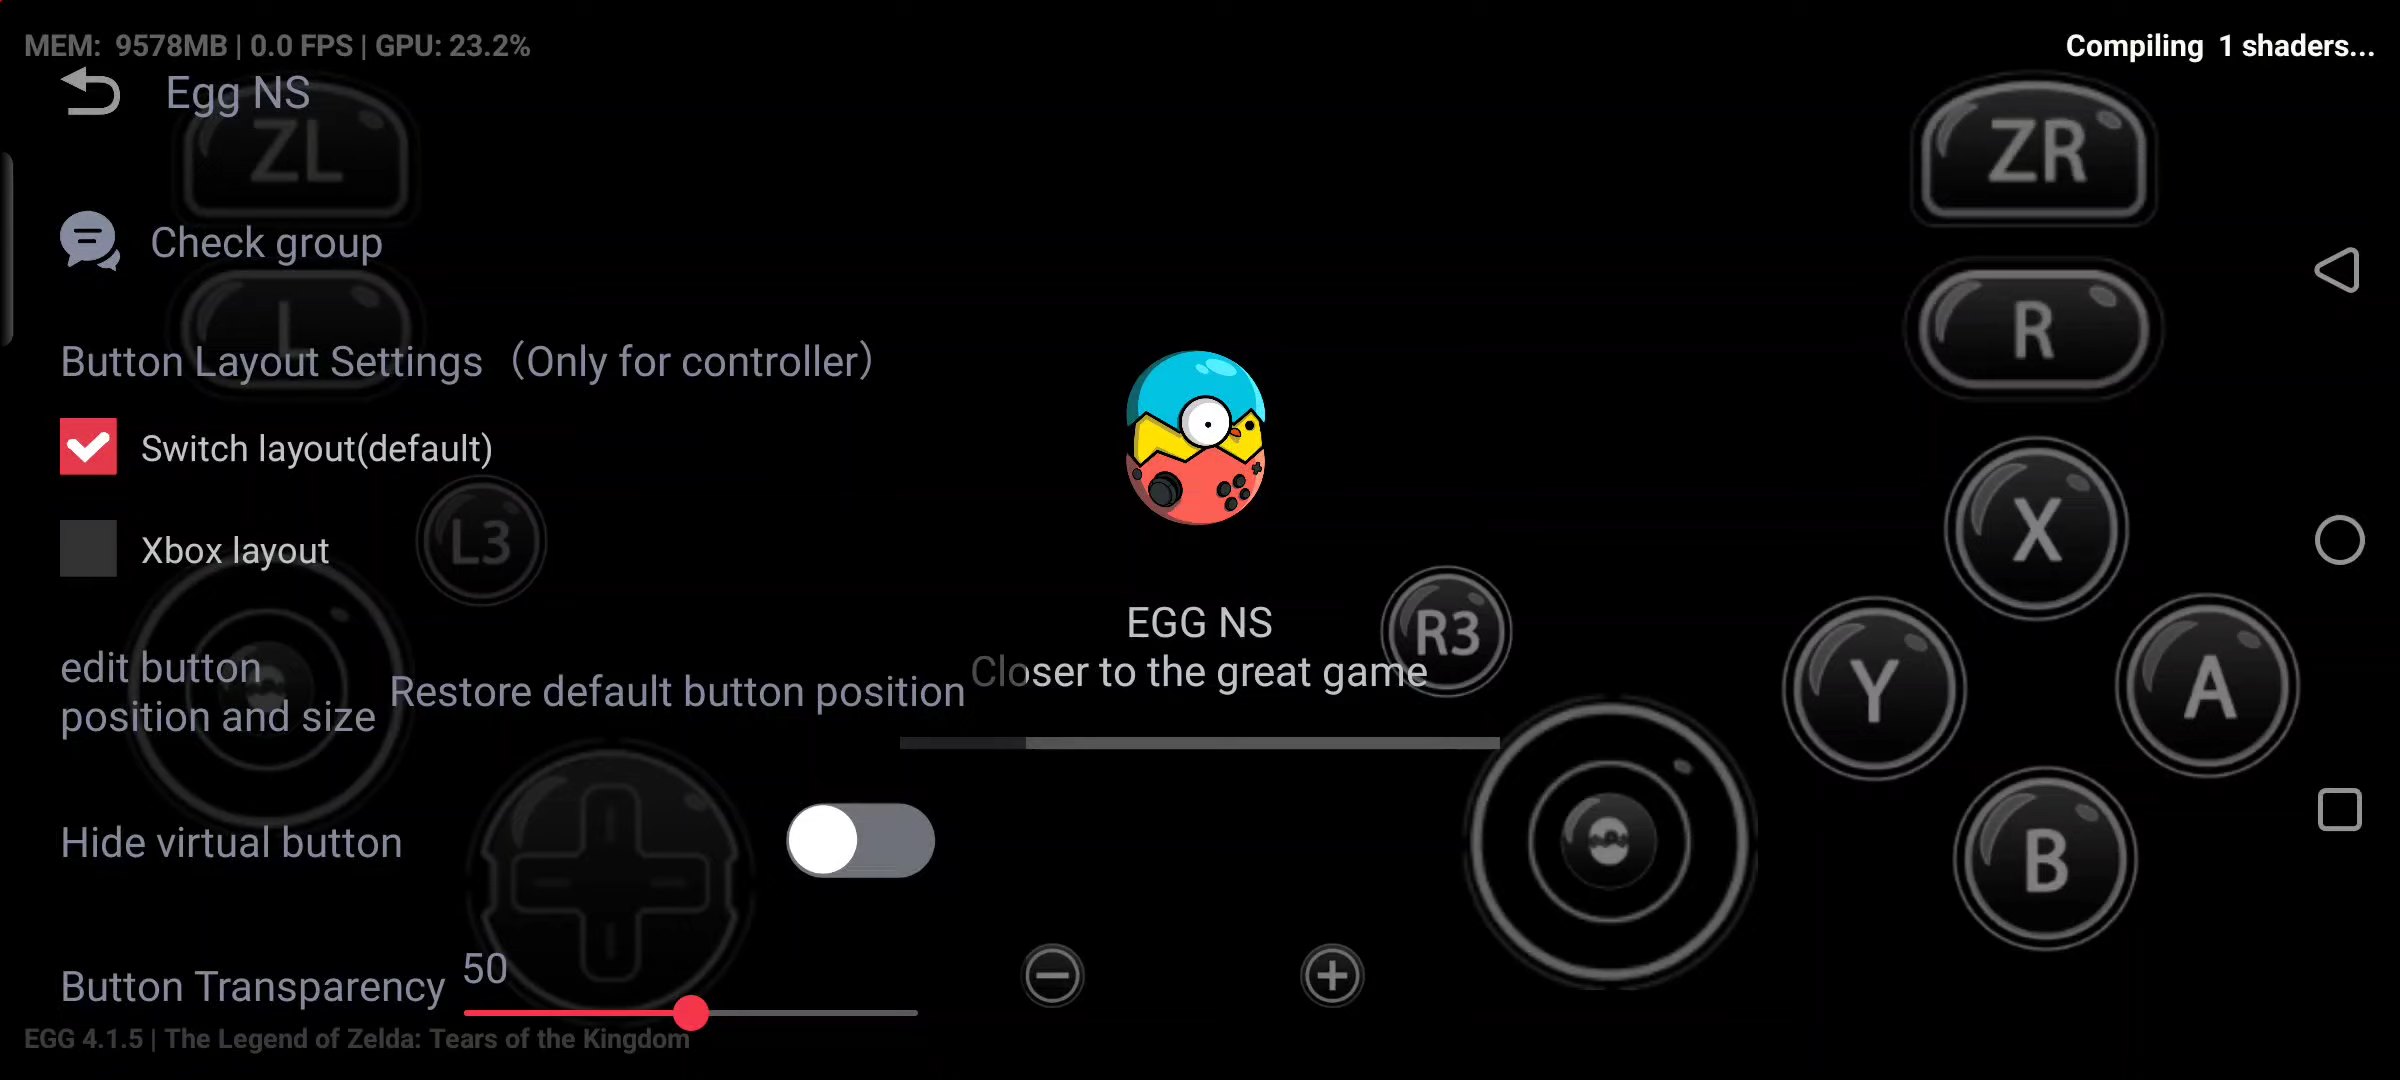 MEM: 9578MB | 0.0 FPS | GPU: 23.2%
Compiling 1 shaders...
Egg NS
ZL
ZR
Check group
L
R
Button Layout Settings（Only for controller）
Switch layout(default)
X
L3
Xbox layout
EGG NS
R3
Closer to the great game
edit button
position and size
Restore default button position
Y
A
Hide virtual button
B
50
Button Transparency
EGG 4.1.5 | The Legend of Zelda: Tears of the Kingdom